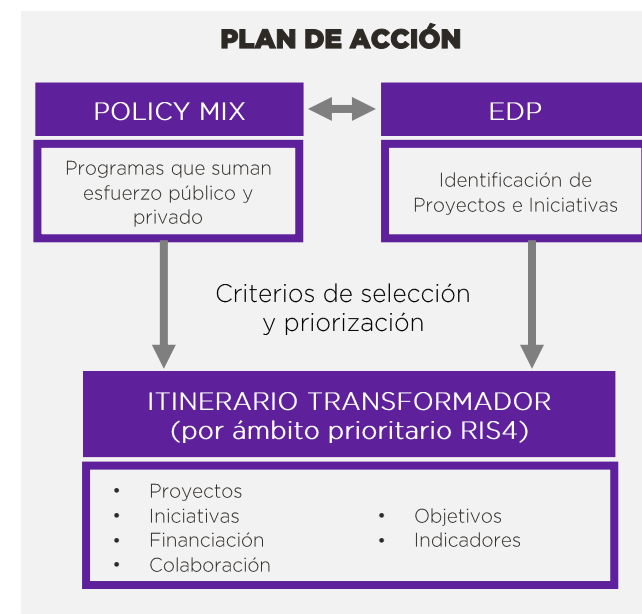 PLAN DE ACCIÓN
POLICY MIX
EDP
Programas que suman
esfuerzo público y
privado
Identificación de
Proyectos e Iniciativas
Criterios de selección
y priorización
ITINERARIO TRANSFORMADOR
(por ámbito prioritario RIS4)
• Proyectos
• Iniciativas
• Financiación
• Colaboración
• Objetivos
• Indicadores